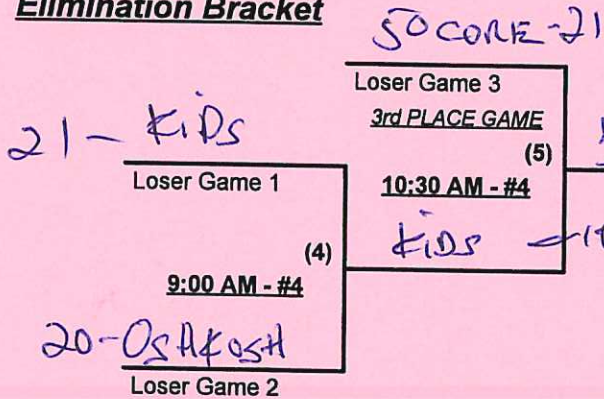 Elimination Bracket
50CORE-21
Loser Game 3
3rd PLACE GAME
21- KiDS
(5)
Loser Game 1
10:30 AM - #4
(4)
KiDS
9:00 AM - #4
20-OSHKOSH
Loser Game 2